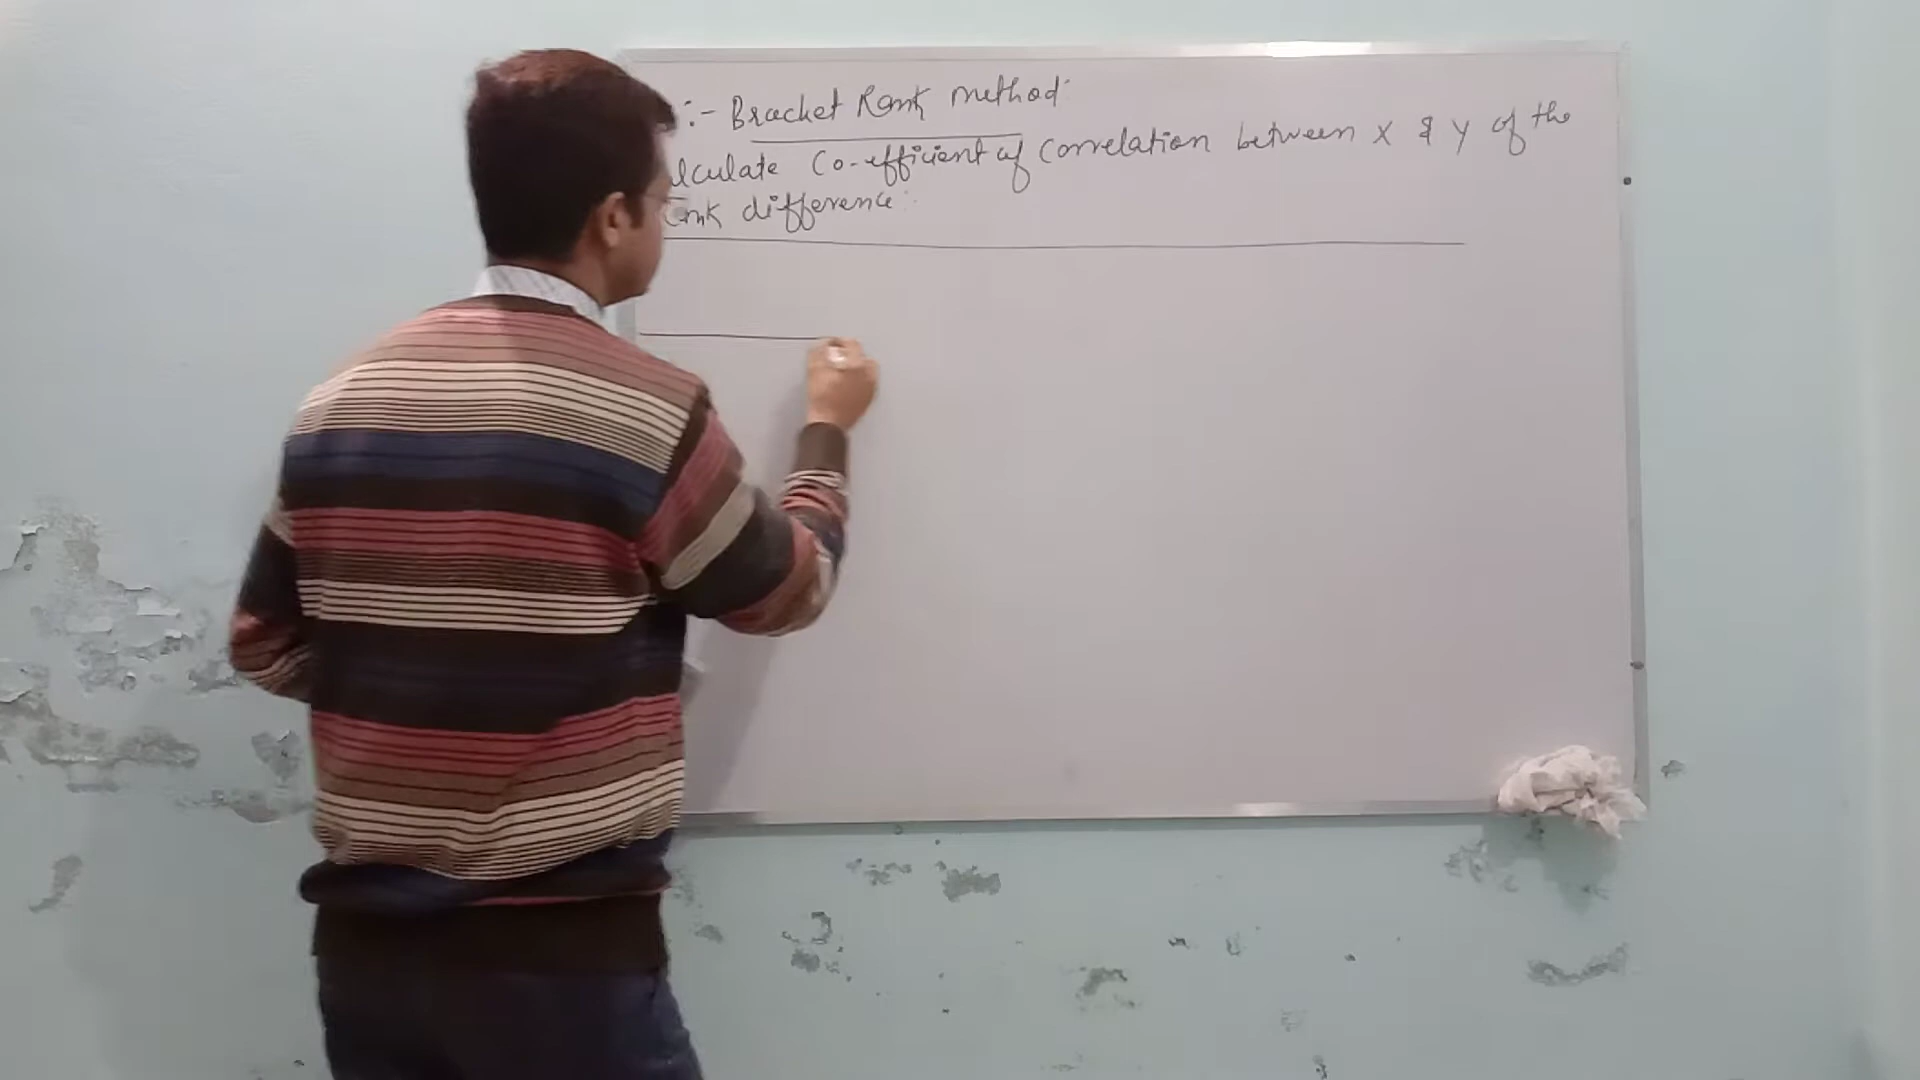 :- Bracket Rank method:
lculate Co-efficient of Correlation between X & Y of the
ank difference: